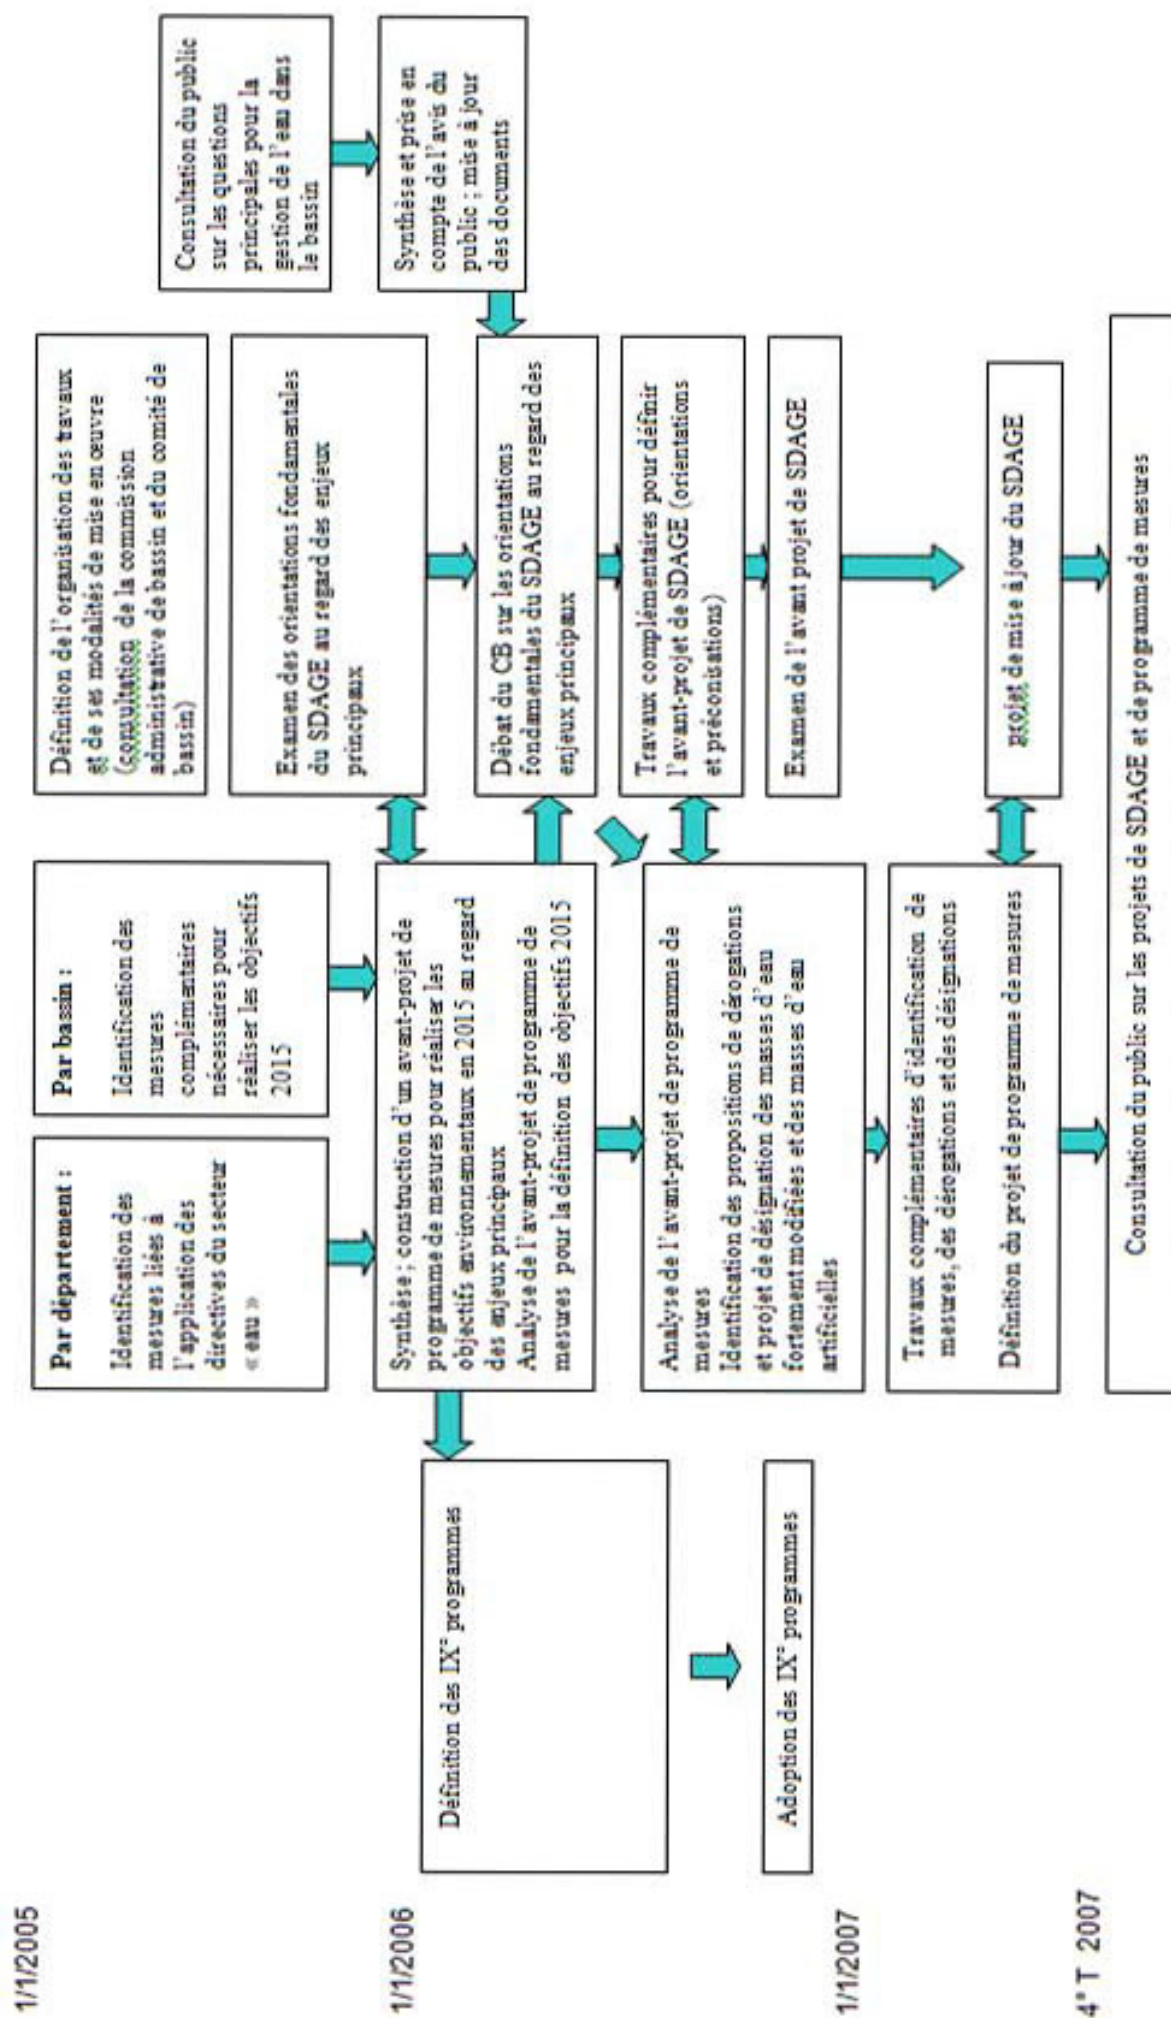 1/1/2005
Par département :
Identification des
mesures liées à
l'application des
directives du secteur
« eau »
Par bassin :
Identification des
mesures
complémentaires
nécessaires pour
réaliser les objectifs
2015
Définition de l'organisation des travaux
et de ses modalités de mise en œuvre
(consultation de la commission
administrative de bassin et du comité de
bassin)
Consultation du public
sur les questions
principales pour la
gestion de l'eau dans
le bassin
Examen des orientations fondamentales
du SDAGE au regard des enjeux
principaux
1/1/2006
Définition des IX° programmes
Synthèse ; construction d'un avant-projet de
programme de mesures pour réaliser les
objectifs environnementaux en 2015 au regard
des enjeux principaux
Analyse de l'avant-projet de programme de
mesures pour la définition des objectifs 2015
Synthèse et prise en
compte de l'avis du
public ; mise à jour
des documents
Débat du CB sur les orientations
fondamentales du SDAGE au regard des
enjeux principaux
Analyse de l'avant-projet de programme de
mesures
Identification des propositions de dérogations
et projet de désignation des masses d'eau
fortement modifiées et des masses d'eau
artificielles
Travaux complémentaires pour définir
l'avant-projet de SDAGE (orientations
et préconisations)
Adoption des IX° programmes
Examen de l'avant projet de SDAGE
1/1/2007
Travaux complémentaires d'identification de
mesures, des dérogations et des désignations
Définition du projet de programme de mesures
projet de mise à jour du SDAGE
4° T 2007
Consultation du public sur les projets de SDAGE et de programme de mesures